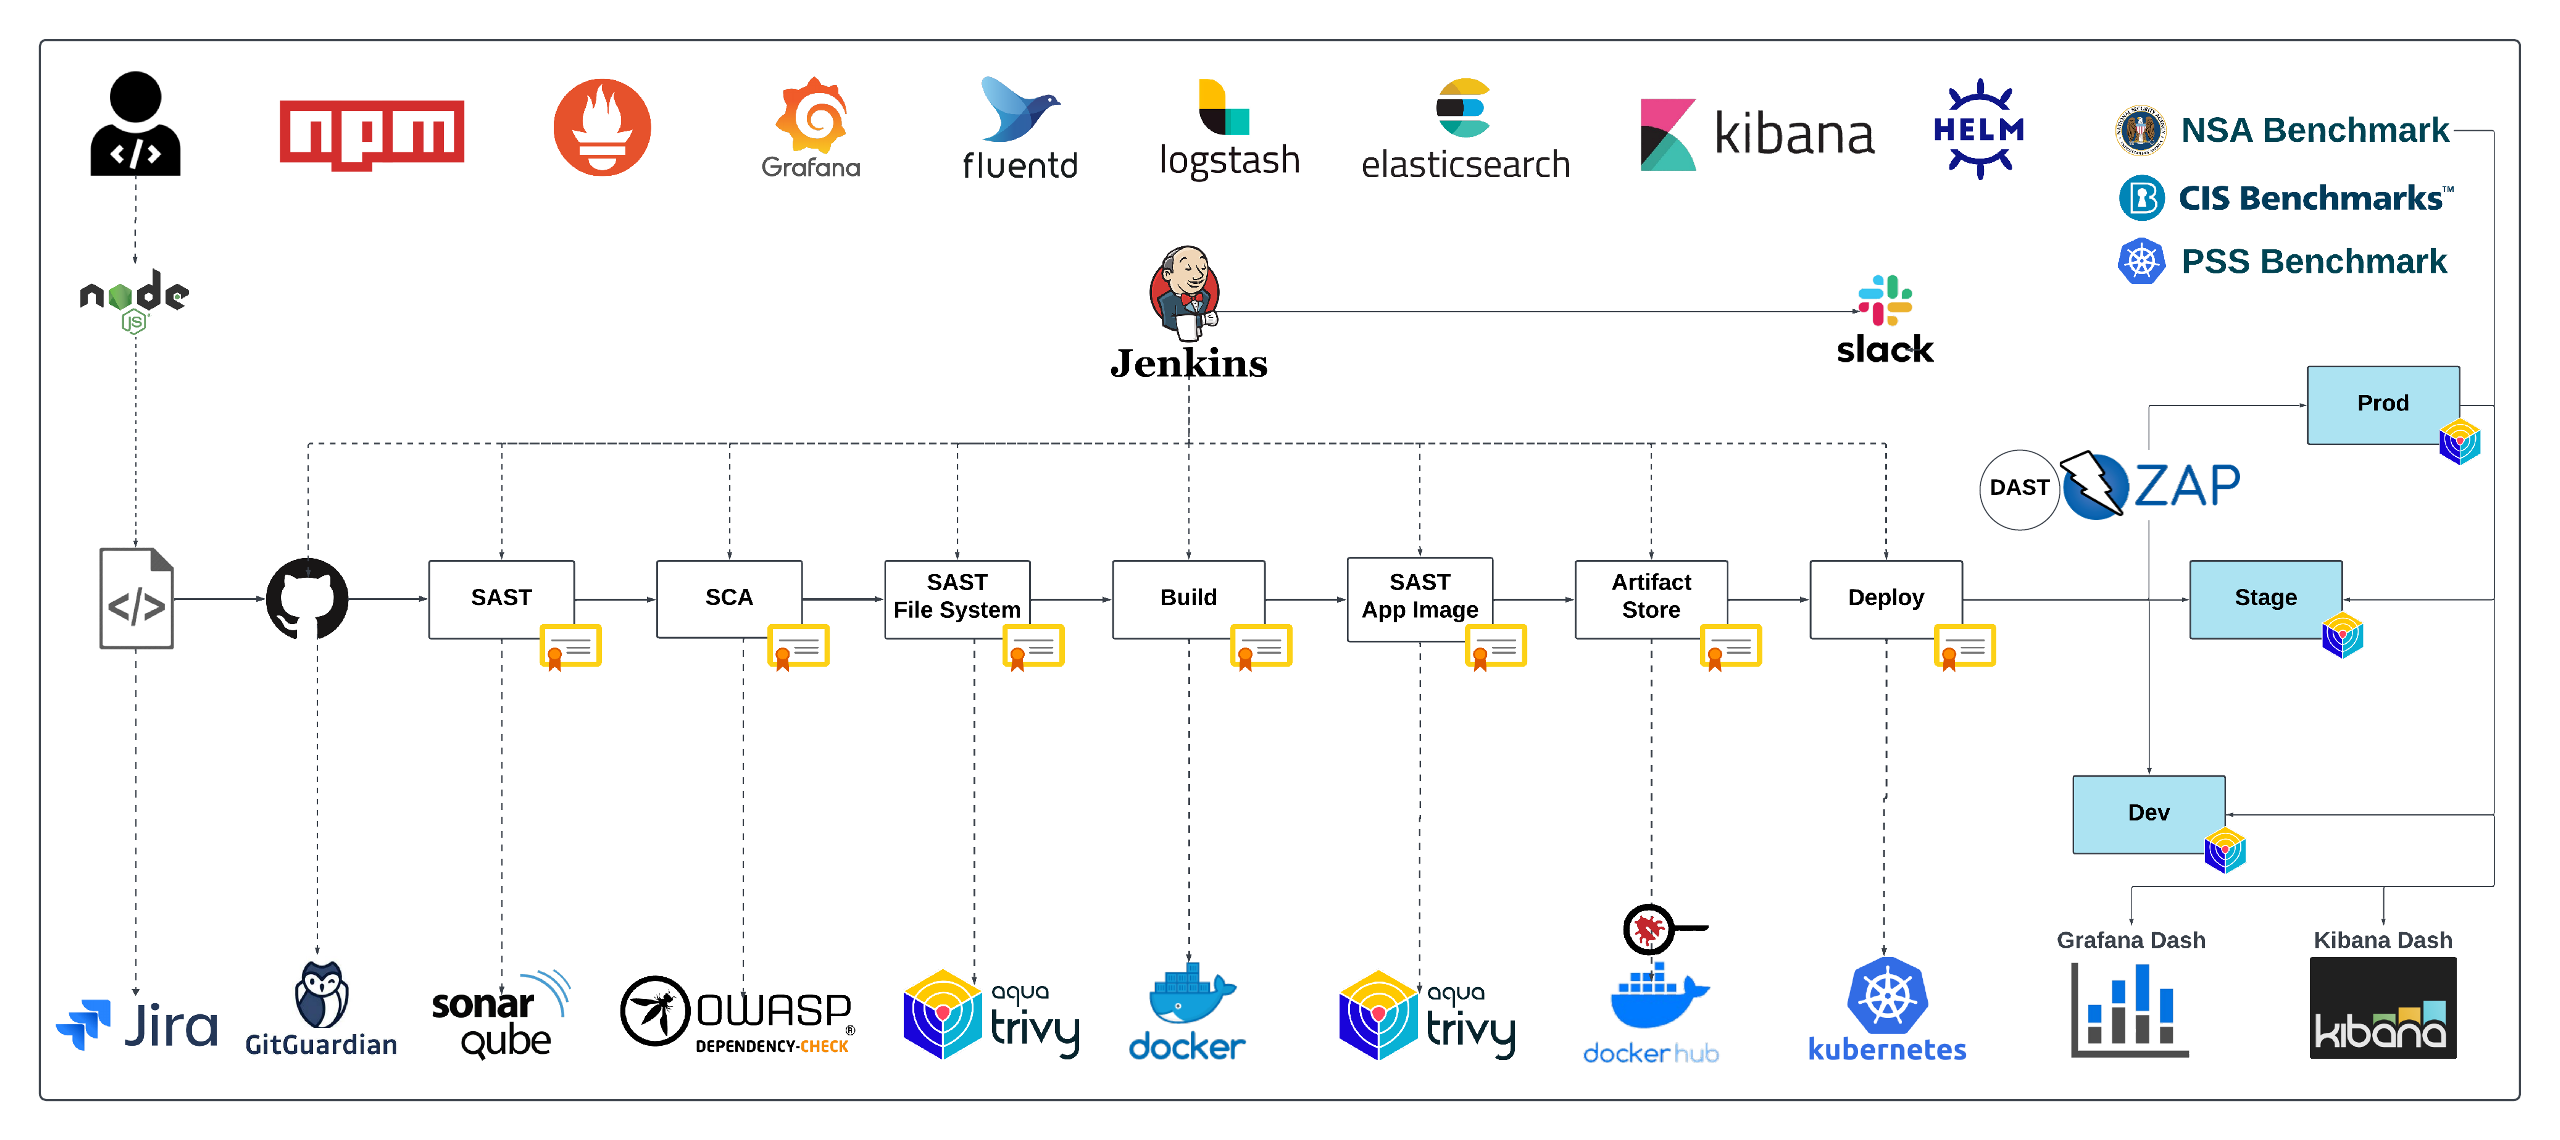 </>
npm
Grafana
fluentd
logstash
elasticsearch
kibana
HELM
NSA Benchmark
CIS Benchmarks™
PSS Benchmark
node
JS
Jenkins
slack
Prod
DAST
ZAP
</>
SAST
SCA
SAST
File System
Build
SAST
App Image
Artifact
Store
Deploy
Stage
Dev
Grafana Dash
Kibana Dash
Jira
GitGuardian
sonar
qube
OWASP®
DEPENDENCY-CHECK
aqua
trivy
docker
aqua
trivy
dockerhub
kubernetes
kibana